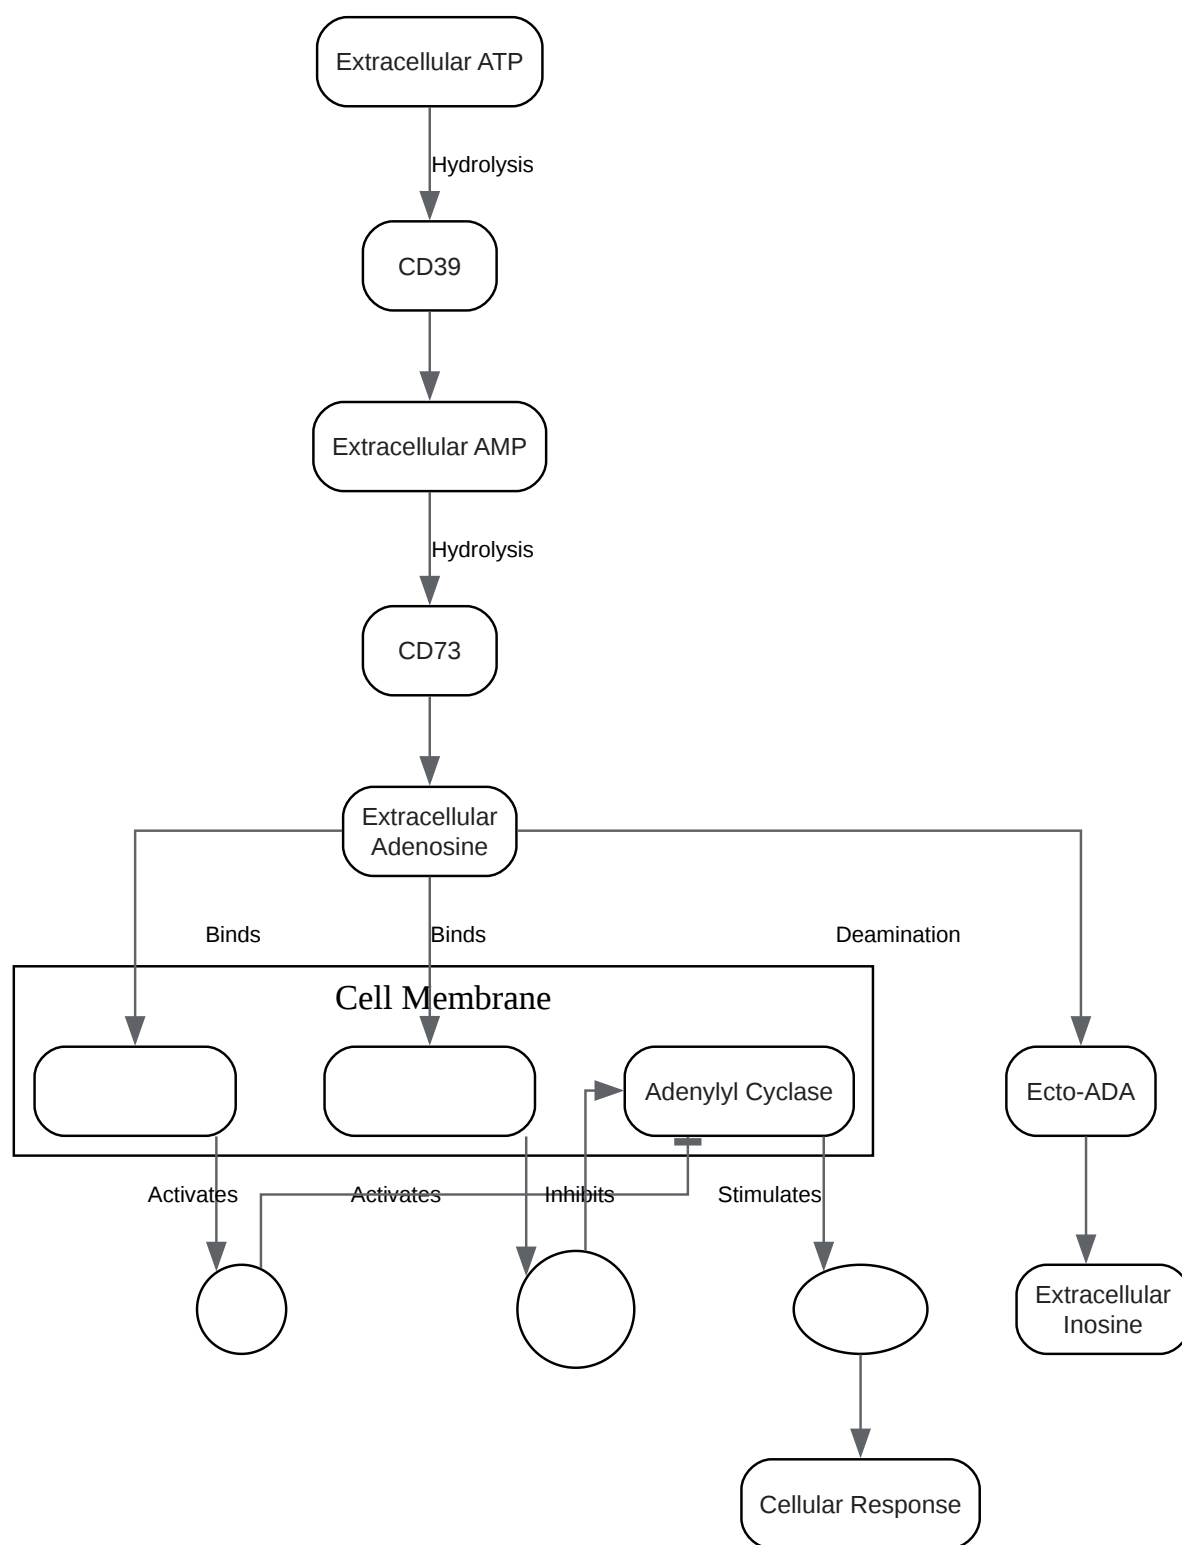 Extracellular ATP
Hydrolysis
CD39
Extracellular AMP
Hydrolysis
CD73
Extracellular
Adenosine
Binds
Binds
Deamination
Cell Membrane
Adenylyl Cyclase
Ecto-ADA
Activates
Activates
Inhibits
Stimulates
Extracellular
Inosine
Cellular Response